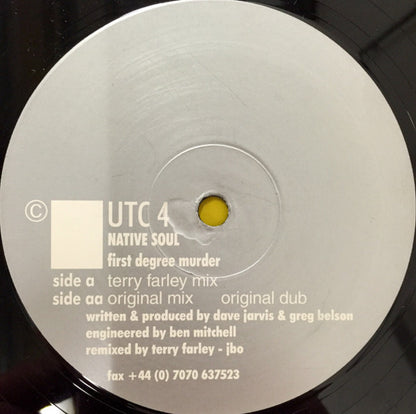 © UTC 4
NATIVE SOUL
first degree murder
side a terry farley mix
side aa original mix original dub
written & produced by dave jarvis & greg belson
engineered by ben mitchell
remixed by terry farley - jbo
fax +44 (0) 7070 637523